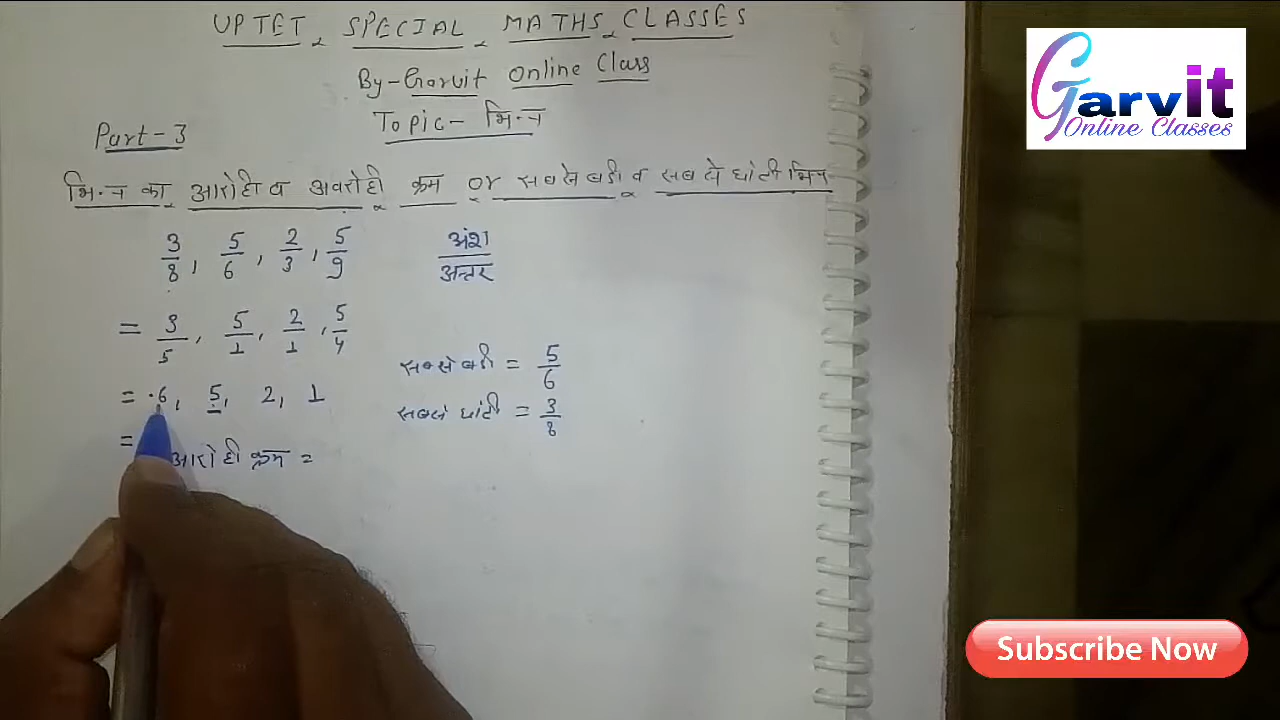 UPTET SPECIAL MATHS CLASSES
By-Garvit Online Class
Topic- भिन्न
Part-3
भिन्न का आरोही व अवरोही क्रम or सबसे बड़ी व सबसे छोटी भिन्न
3/8, 5/6, 2/3, 5/9
अंश/अन्तर
= 3/5, 5/1, 2/1, 5/4
= .6, 5, 2, 1
सबसे बड़ी = 5/6
सबसे छोटी = 3/8
= आरोही क्रम =
Garvit
Online Classes
Subscribe Now